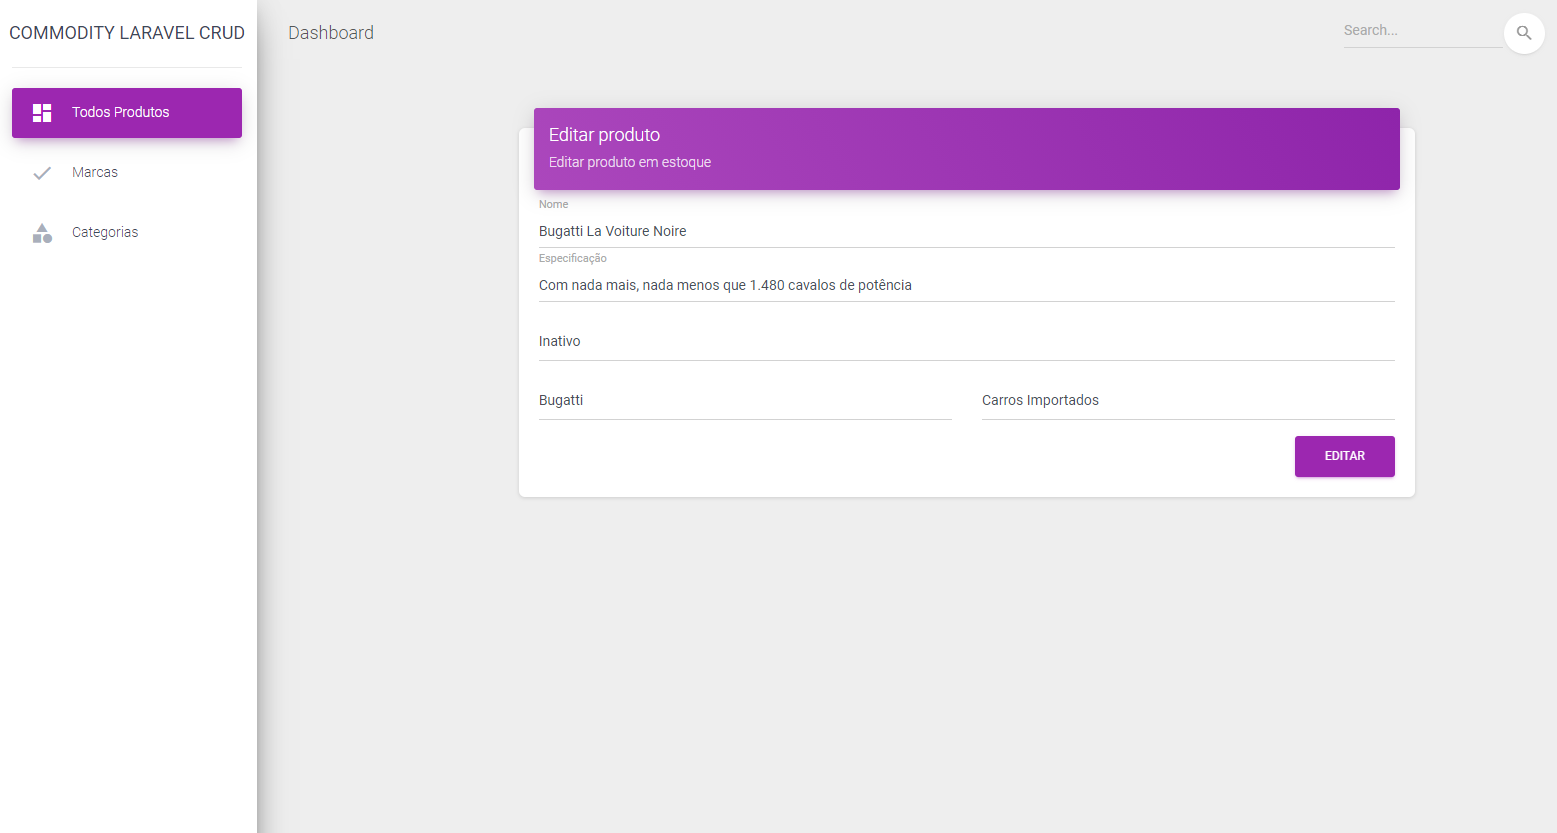 COMMODITY LARAVEL CRUD
Todos Produtos
Marcas
Categorias
Dashboard
Search...
Editar produto
Editar produto em estoque
Nome
Bugatti La Voiture Noire
Especificação
Com nada mais, nada menos que 1.480 cavalos de potência
Inativo
Bugatti
Carros Importados
EDITAR